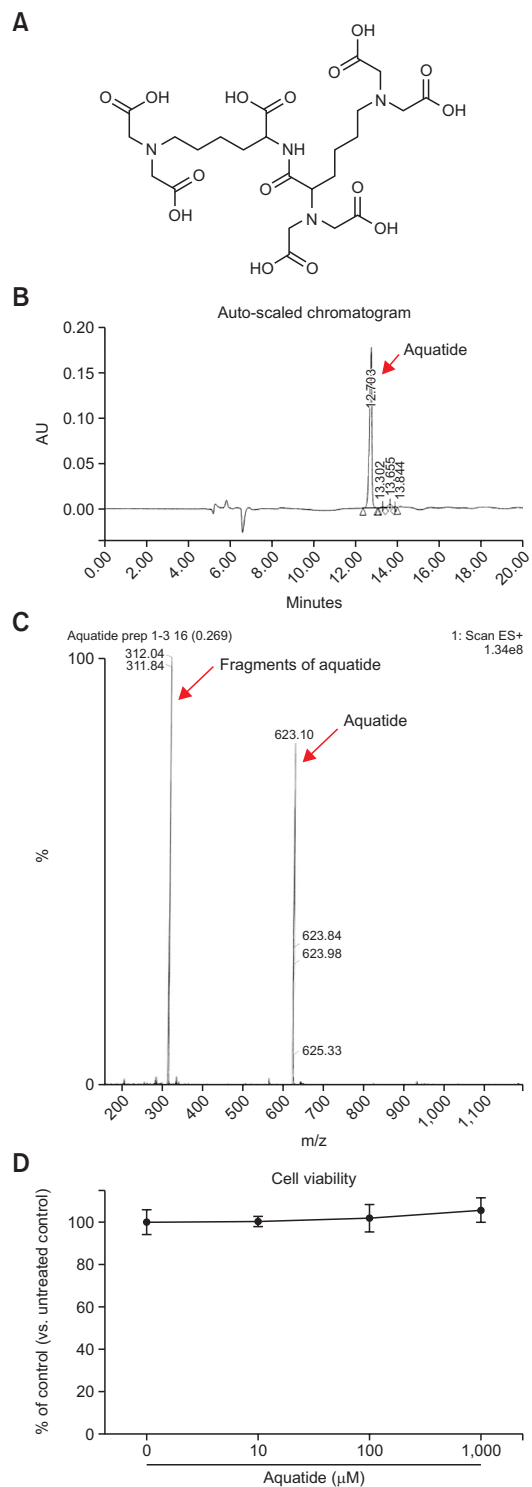 A
OH
O
O
OH
O
OH
HO
O
O
OH
N
N
NH
O
O
OH
N
O
OH
HO
O
B
Auto-scaled chromatogram
0.20
0.15
0.10
0.05
0.00
AU
Aquatide
12.703
13.302
13.655
13.844
0.00
2.00
4.00
6.00
8.00
10.00
12.00
14.00
16.00
18.00
20.00
Minutes
C
Aquatide prep 1-3 16 (0.269)
1: Scan ES+
1.34e8
100
312.04
311.84
Fragments of aquatide
Aquatide
623.10
%
623.84
623.98
625.33
0
200
300
400
500
600
700
800
900
1,000
1,100
m/z
D
Cell viability
% of control (vs. untreated control)
100
80
60
40
20
0
0
10
100
1,000
Aquatide (μM)